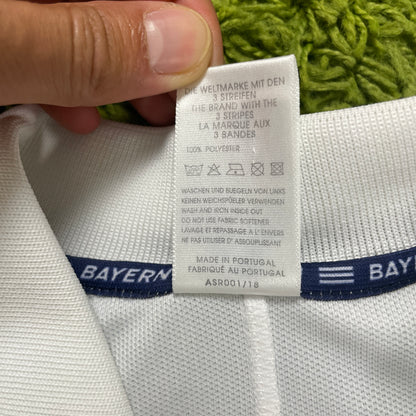 DIE WELTMARKE MIT DEN
3 STREIFEN
THE BRAND WITH THE
3 STRIPES
LA MARQUE AUX
3 BANDES
100% POLYESTER
WASCHEN UND BUEGELN VON LINKS
KEINEN WEICHSPUELER VERWENDEN
WASH AND IRON INSIDE OUT
DO NOT USE FABRIC SOFTENER
LAVAGE ET REPASSAGE A L'ENVERS
NE PAS UTILISER D'ASSOUPLISSANT
MADE IN PORTUGAL
FABRIQUÉ AU PORTUGAL
ASR001/18
BAYERN
BAY